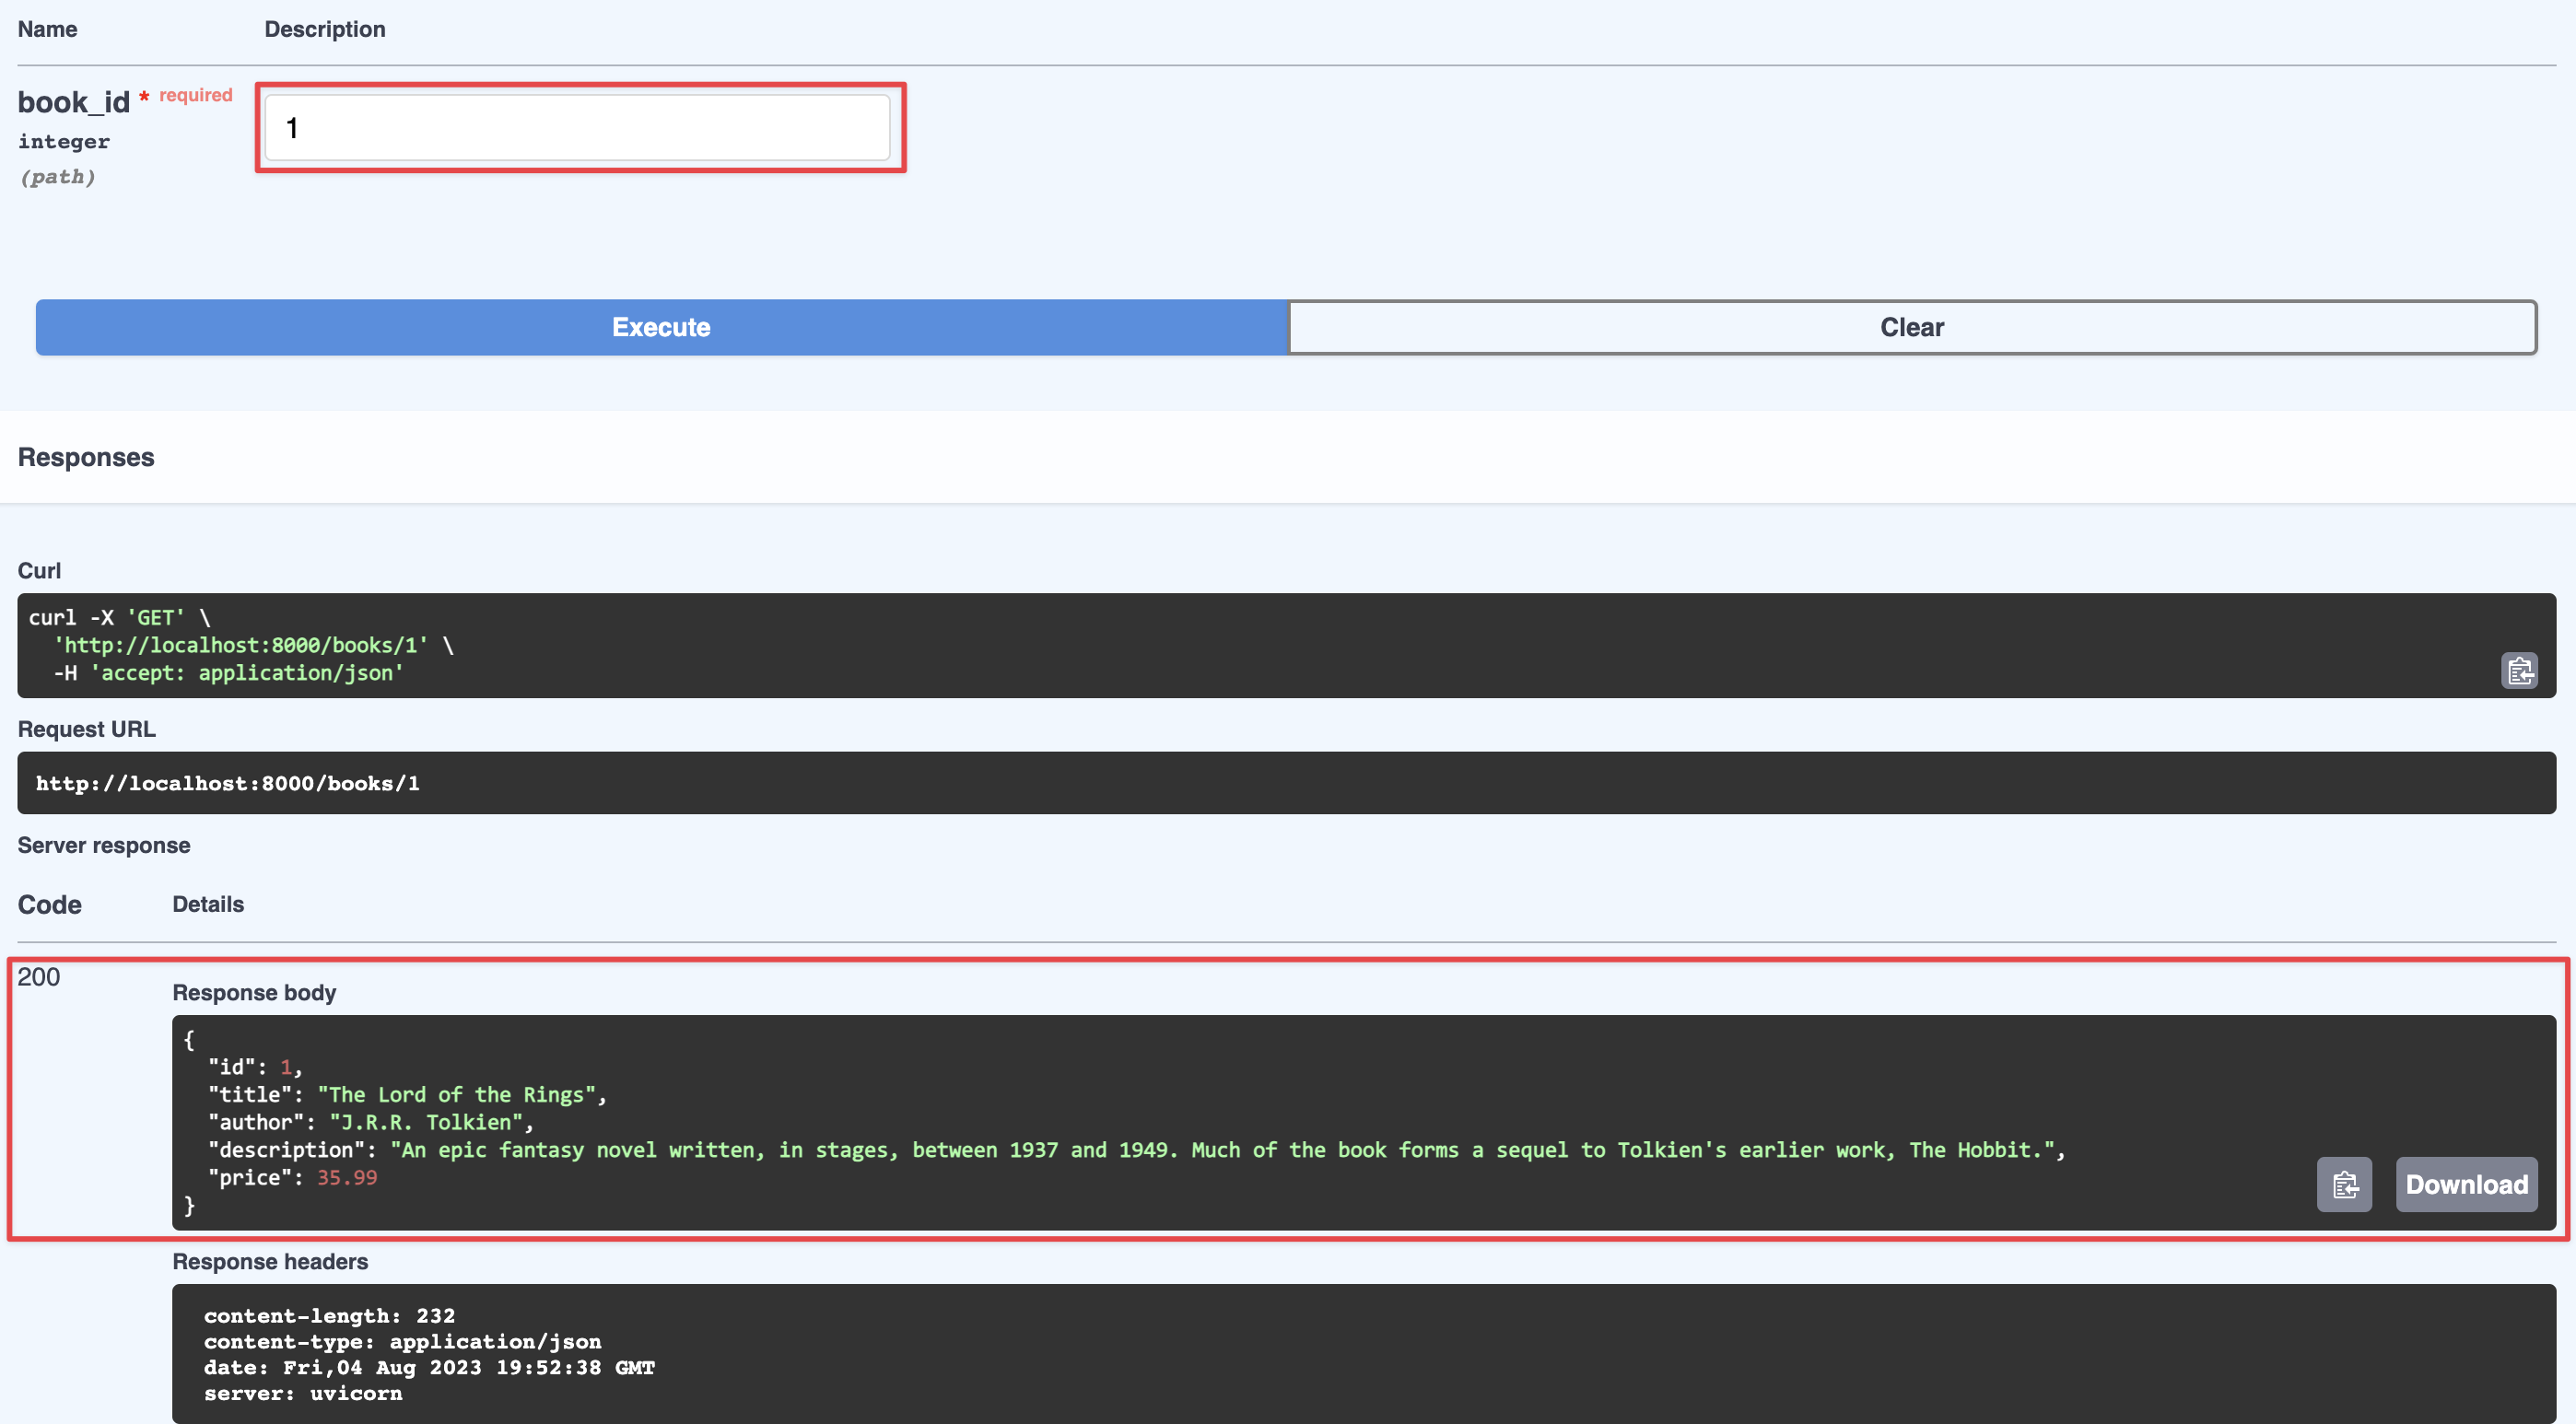 Name Description
book_id * required
1
integer
(path)
Execute Clear
Responses
Curl
curl -X 'GET' \
  'http://localhost:8000/books/1' \
  -H 'accept: application/json'
Request URL
http://localhost:8000/books/1
Server response
Code Details
200
Response body
{
  "id": 1,
  "title": "The Lord of the Rings",
  "author": "J.R.R. Tolkien",
  "description": "An epic fantasy novel written, in stages, between 1937 and 1949. Much of the book forms a sequel to Tolkien's earlier work, The Hobbit.",
  "price": 35.99
}
Download
Response headers
content-length: 232
content-type: application/json
date: Fri,04 Aug 2023 19:52:38 GMT
server: uvicorn